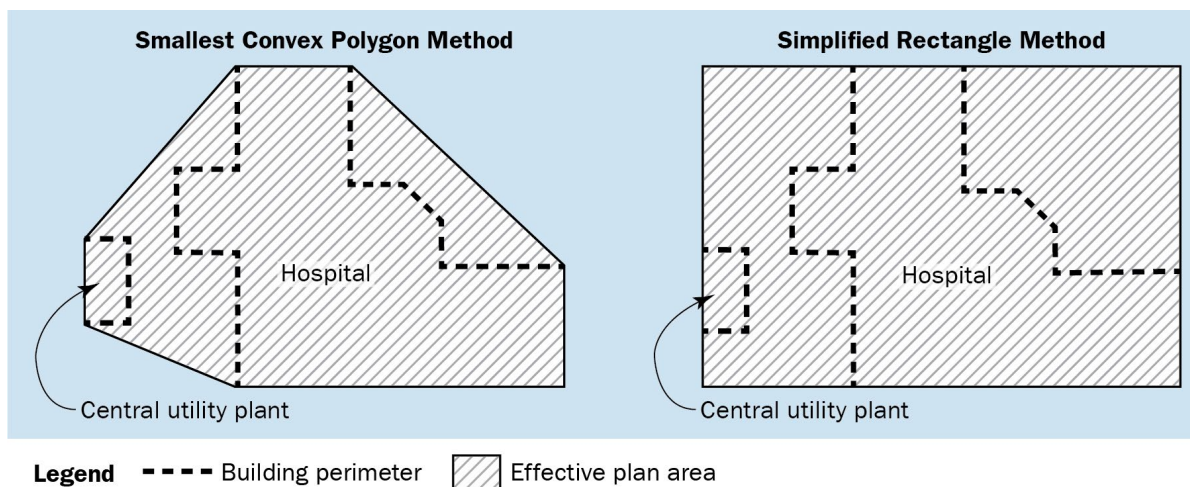 Smallest Convex Polygon Method
Hospital
Central utility plant
Simplified Rectangle Method
Hospital
Central utility plant
Legend Building perimeter Effective plan area